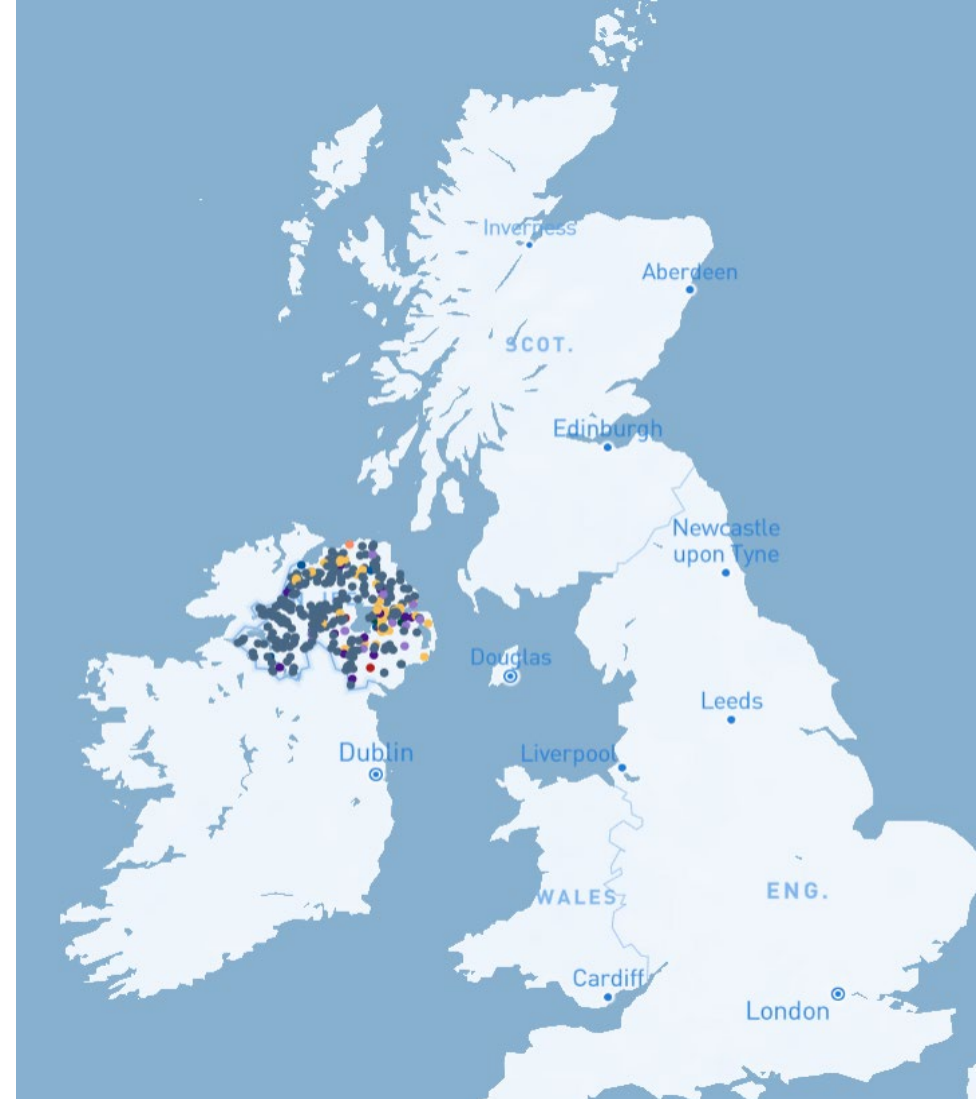 Inverness
Aberdeen
SCOT.
Edinburgh
Newcastle
upon Tyne
Douglas
Leeds
Dublin
Liverpool
WALES
ENG.
Cardiff
London